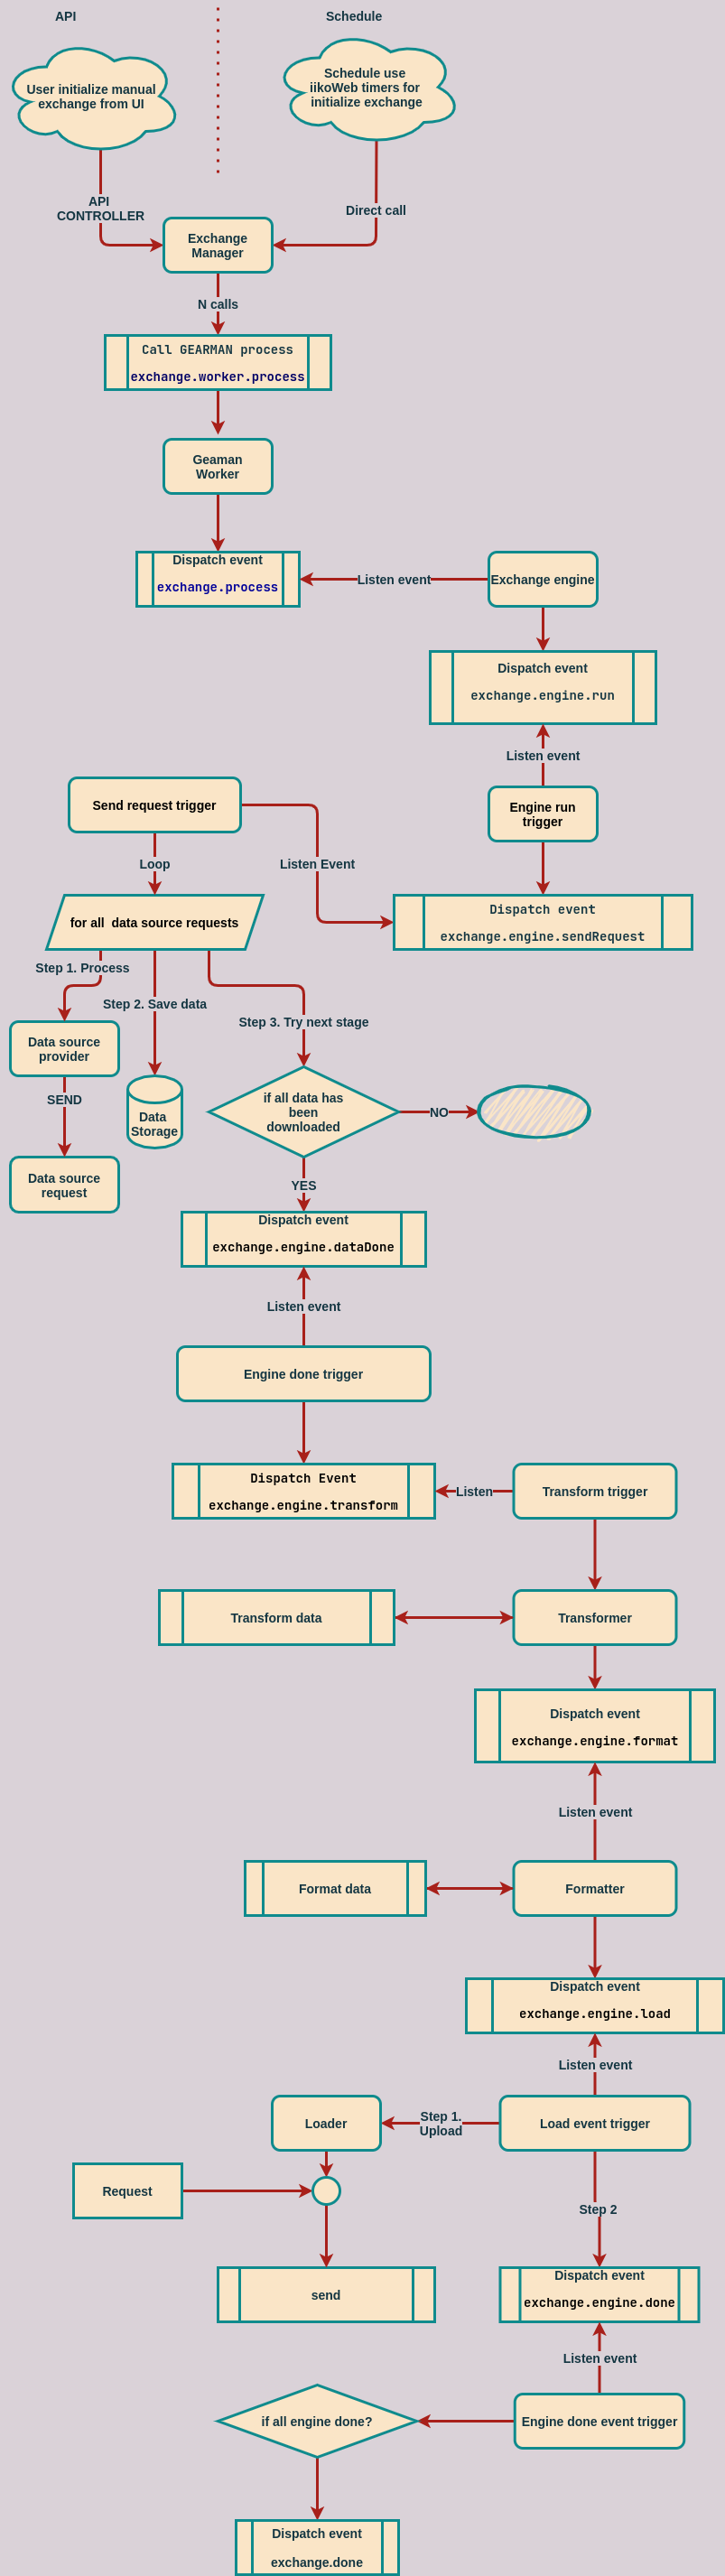 API
Schedule
User initialize manual
exchange from UI
Schedule use
iikoWeb timers for
initialize exchange
API
CONTROLLER
Direct call
Exchange
Manager
N calls
Call GEARMAN process
exchange.worker.process
Geaman
Worker
Dispatch event
exchange.process
Listen event
Exchange engine
Dispatch event
exchange.engine.run
Listen event
Send request trigger
Engine run
trigger
Loop
Listen Event
for all data source requests
Dispatch event
exchange.engine.sendRequest
Step 1. Process
Step 2. Save data
Step 3. Try next stage
Data source
provider
SEND
Data
Storage
if all data has
been
downloaded
NO
Data source
request
YES
Dispatch event
exchange.engine.dataDone
Listen event
Engine done trigger
Dispatch Event
exchange.engine.transform
Listen
Transform trigger
Transform data
Transformer
Dispatch event
exchange.engine.format
Listen event
Format data
Formatter
Dispatch event
exchange.engine.load
Listen event
Loader
Step 1.
Upload
Load event trigger
Request
Step 2
send
Dispatch event
exchange.engine.done
Listen event
if all engine done?
Engine done event trigger
Dispatch event
exchange.done